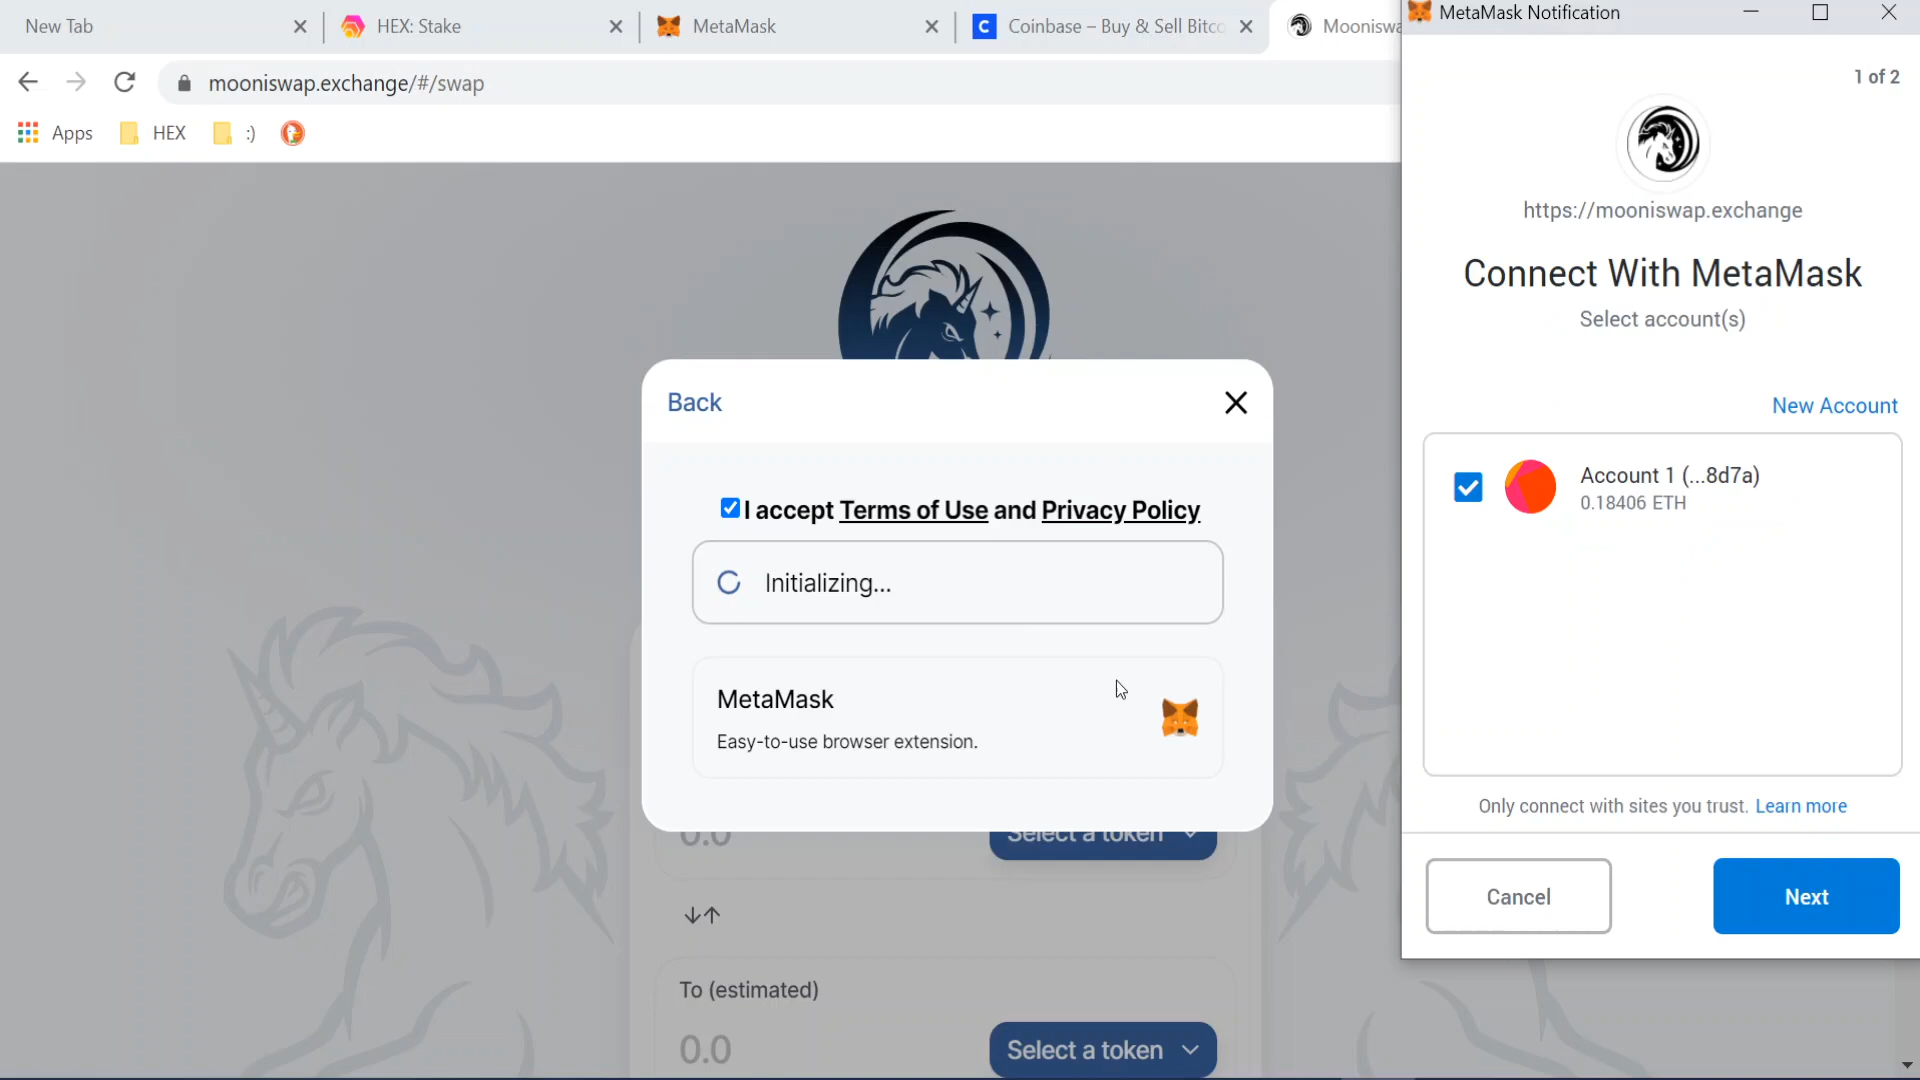 New Tab
HEX: Stake
MetaMask
Coinbase – Buy & Sell Bitco
Mooniswa
MetaMask Notification
mooniswap.exchange/#/swap
Apps
HEX
:)
1 of 2
https://mooniswap.exchange
Connect With MetaMask
Select account(s)
New Account
Account 1 (...8d7a)
0.18406 ETH
Only connect with sites you trust. Learn more
Cancel
Next
Back
I accept Terms of Use and Privacy Policy
Initializing...
MetaMask
Easy-to-use browser extension.
0.0
Select a token
To (estimated)
0.0
Select a token